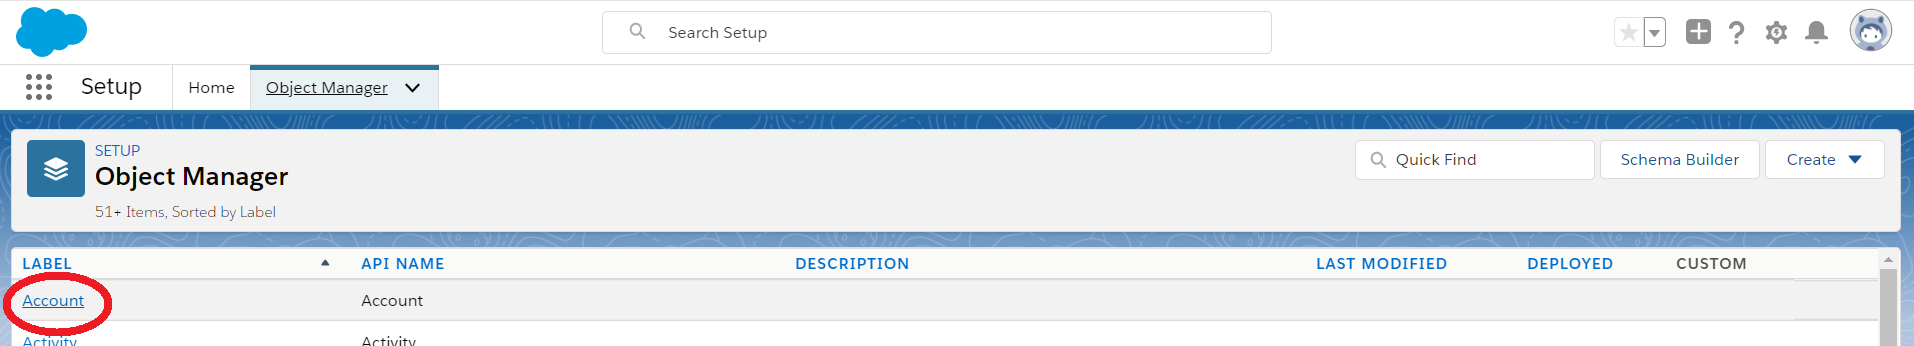 Search Setup
Setup Home Object Manager
SETUP
Object Manager
51+ Items, Sorted by Label
Quick Find Schema Builder Create
LABEL API NAME DESCRIPTION LAST MODIFIED DEPLOYED CUSTOM
Account Account
Activity Activity